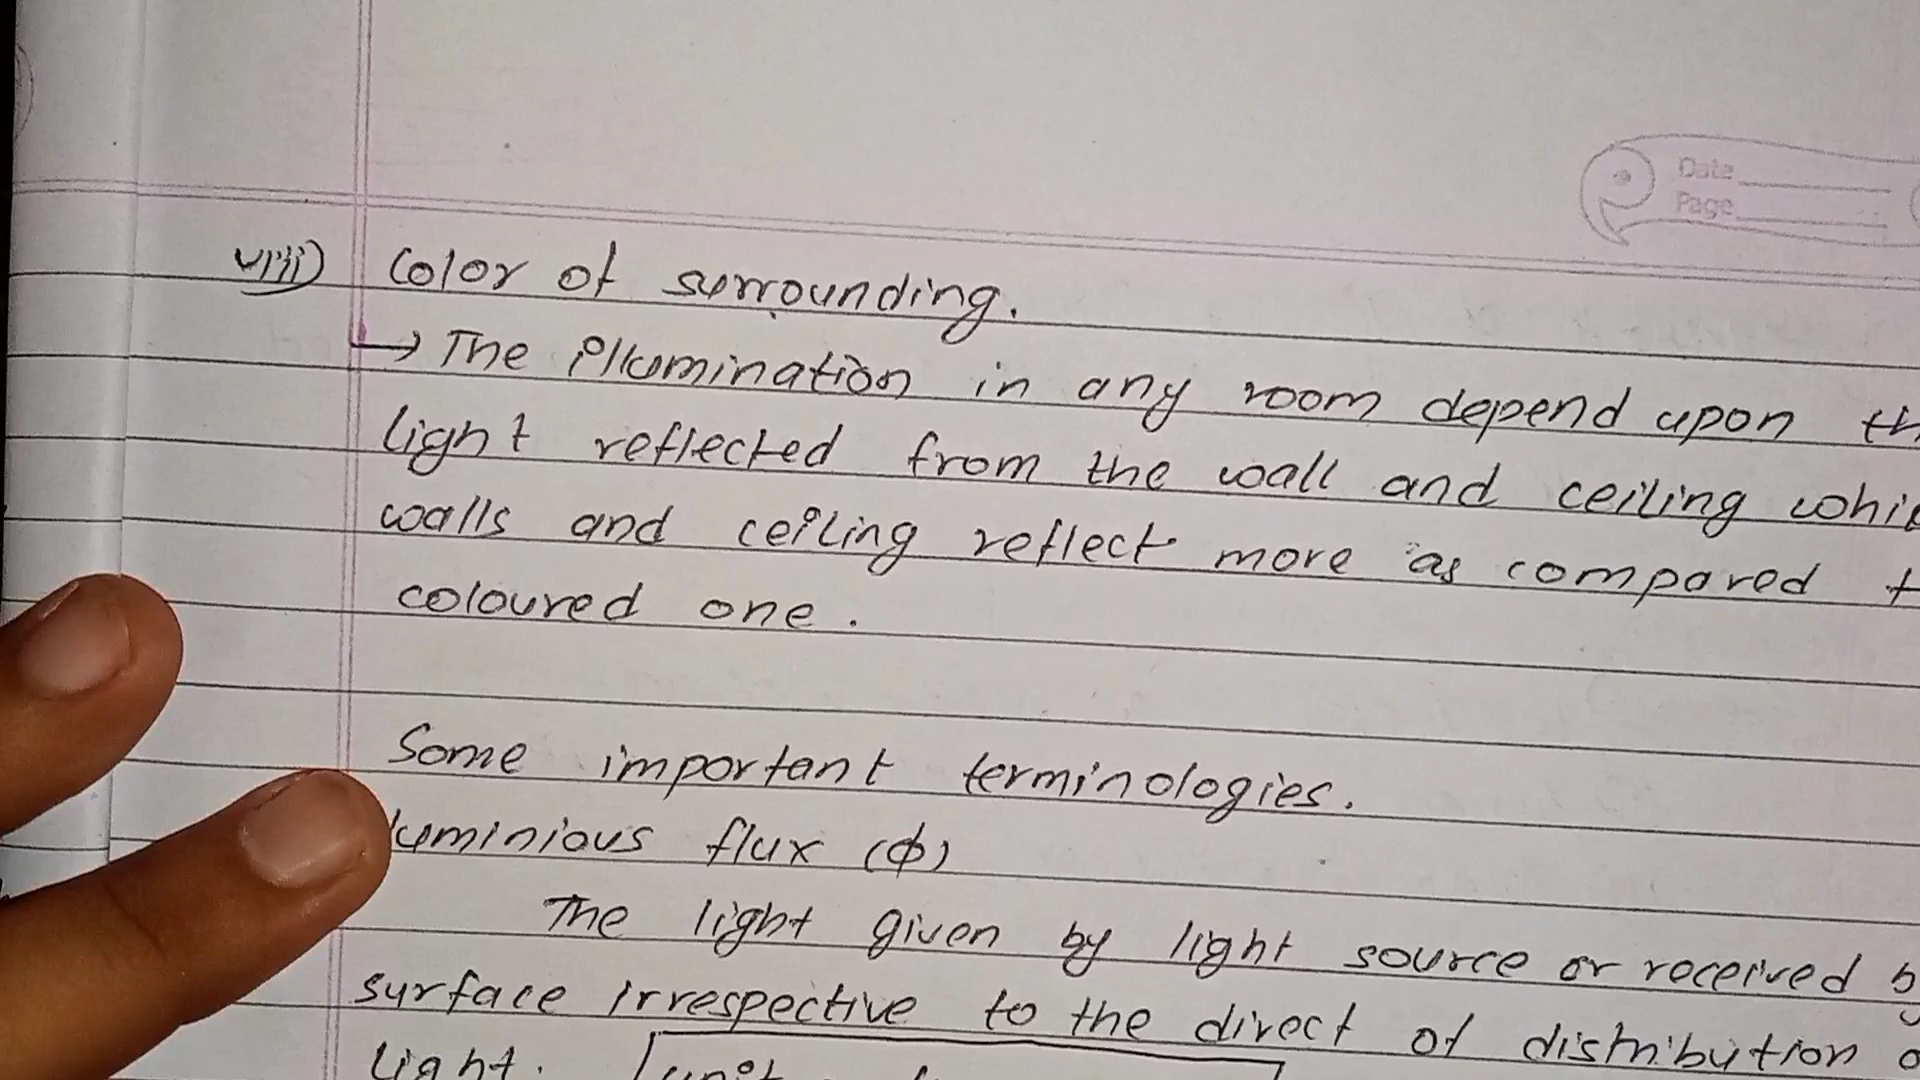 Date
Page
viii) Color of surrounding.
→ The illumination in any room depend upon th
light reflected from the wall and ceiling whi
walls and ceiling reflect more as compared t
coloured one.
Some important terminologies.
luminious flux (φ)
The light given by light source or received b
surface irrespective to the direct of distribution o
light.